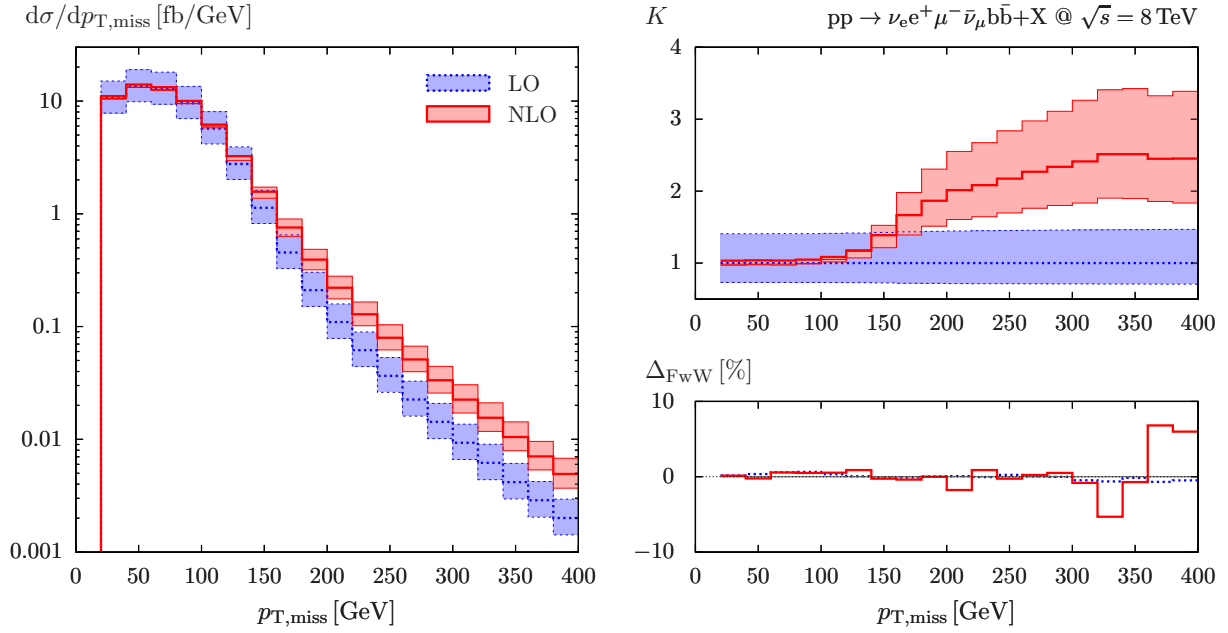 dσ/dp_T,miss [fb/GeV]
10
1
0.1
0.01
0.001
0 50 100 150 200 250 300 350 400
p_T,miss [GeV]
LO
NLO
K
pp → ν_e e⁺ μ⁻ ν̄_μ b b̄+X @ √s = 8 TeV
4
3
2
1
0 50 100 150 200 250 300 350 400
Δ_FwW [%]
10
0
−10
0 50 100 150 200 250 300 350 400
p_T,miss [GeV]